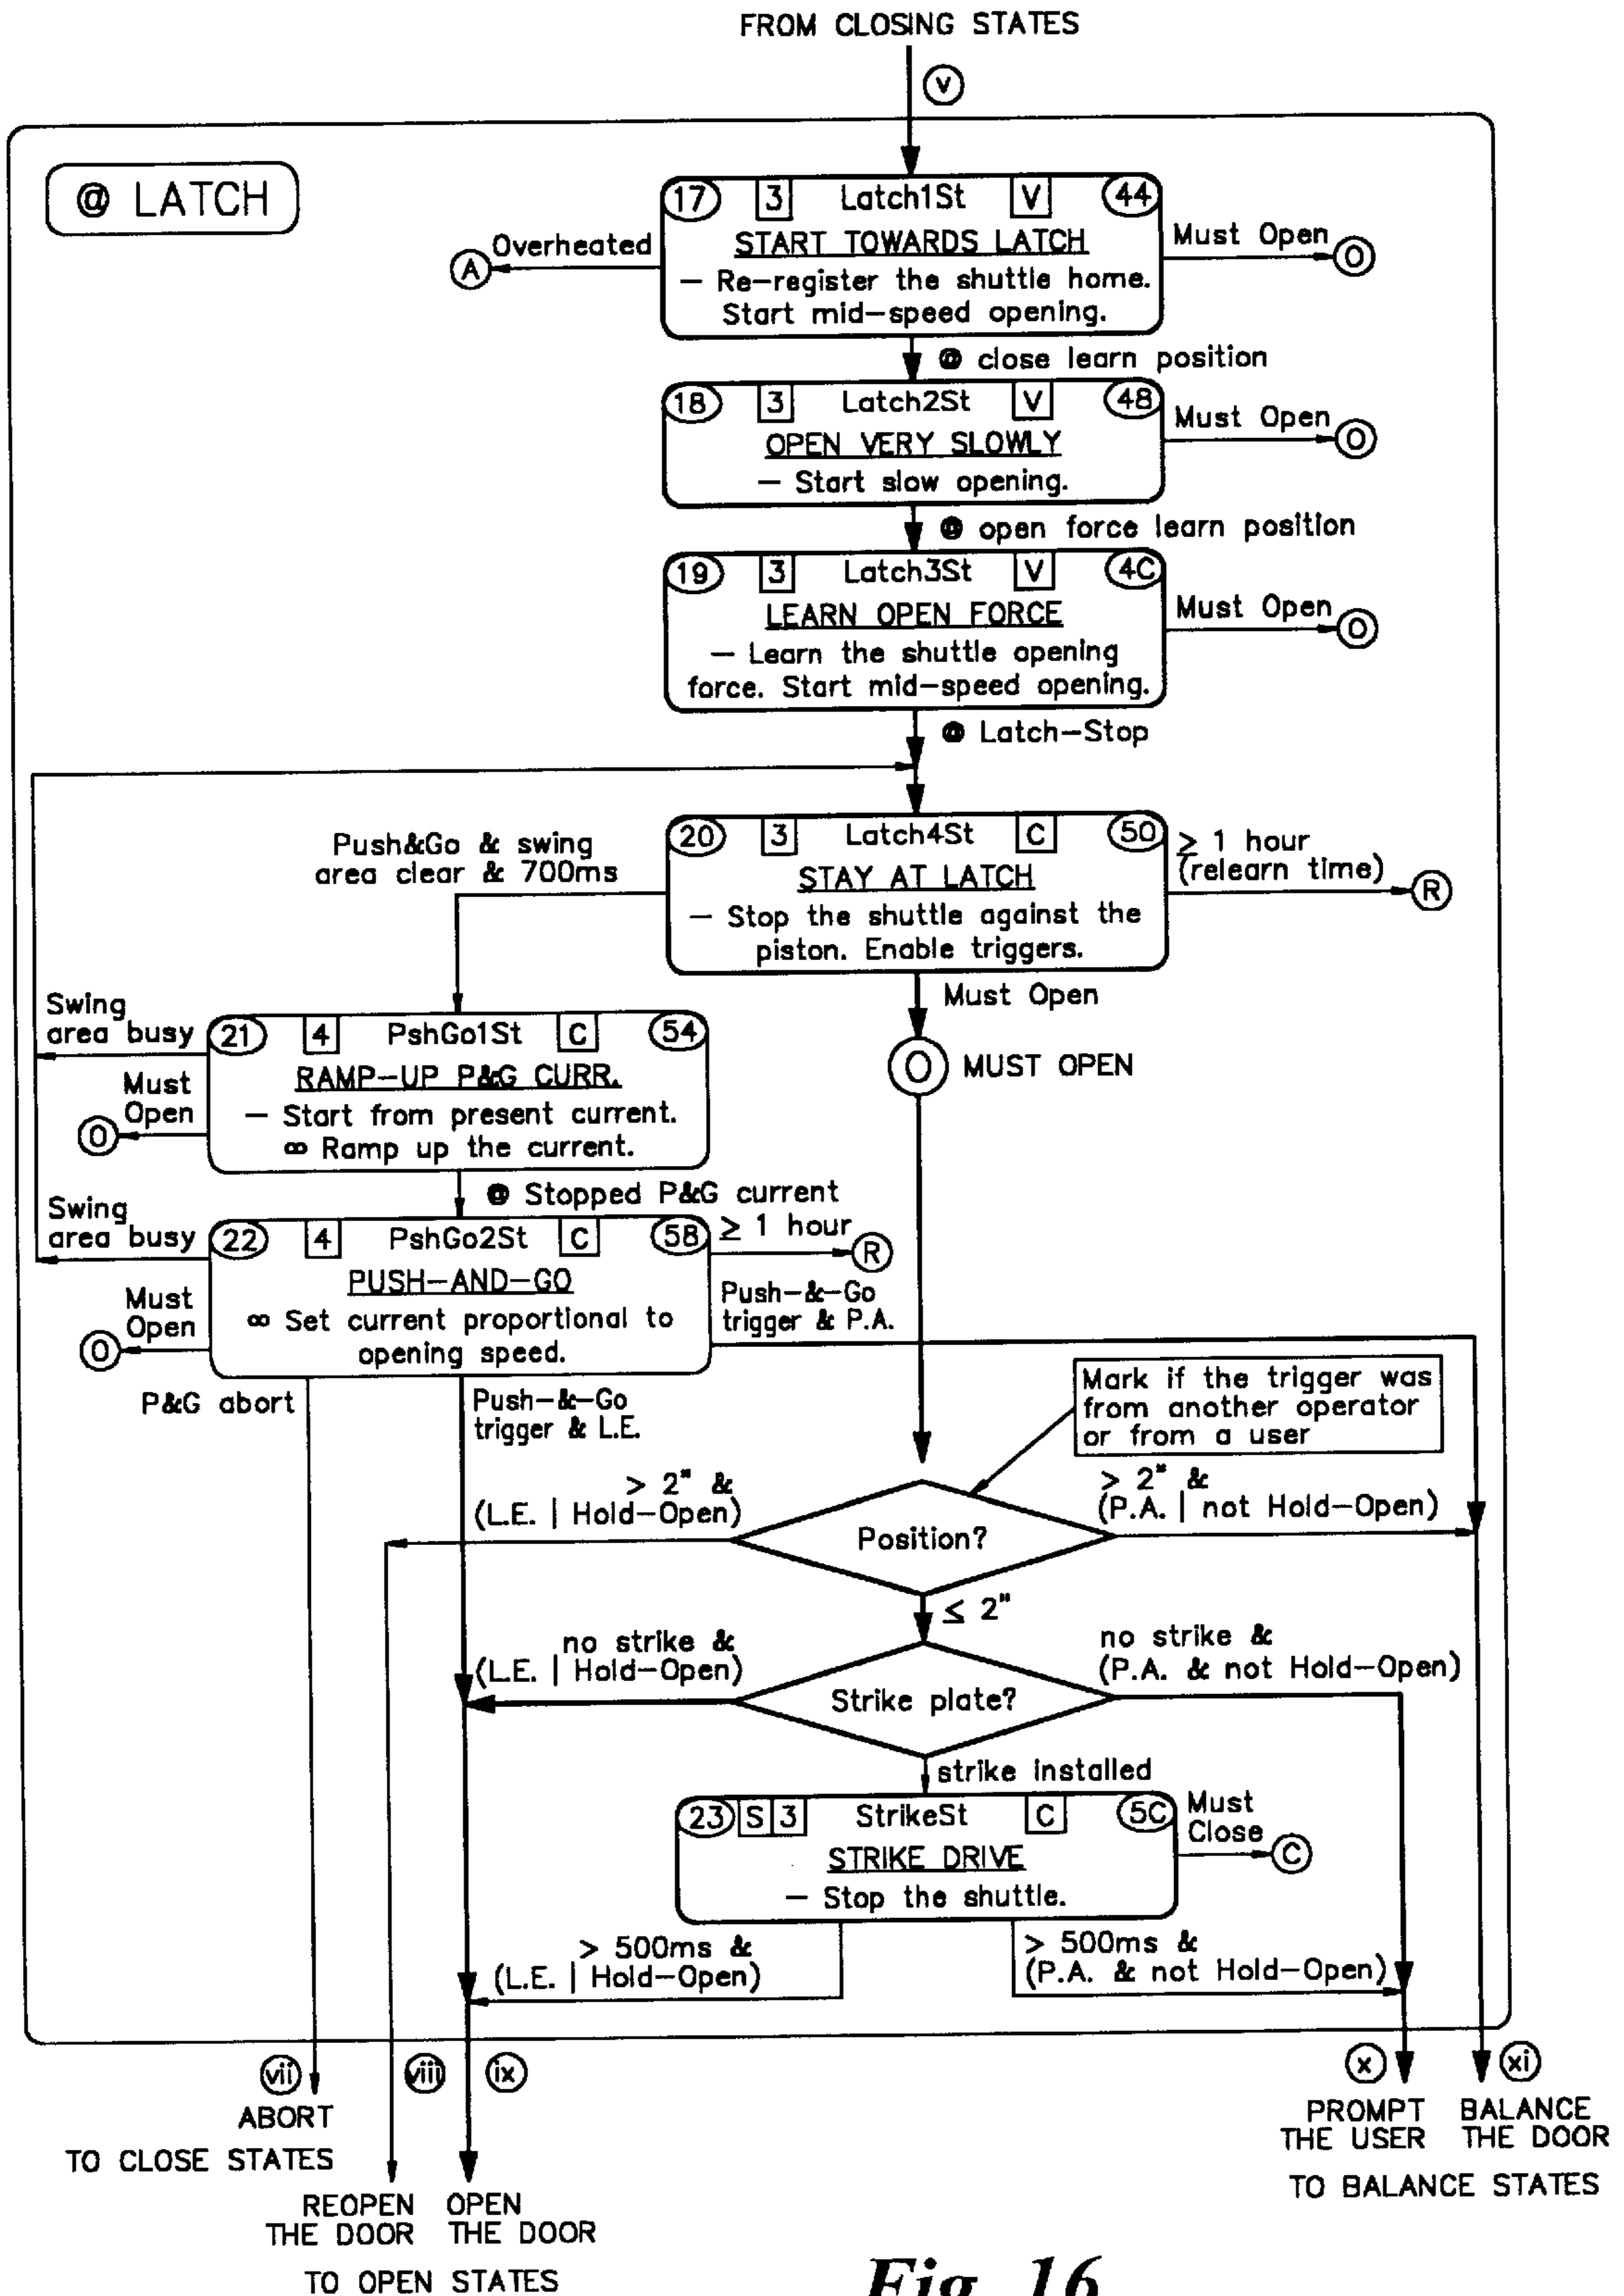 FROM CLOSING STATES
v
@ LATCH
17 3 Latch1St V 44
START TOWARDS LATCH
– Re-register the shuttle home.
Start mid-speed opening.
Overheated
A
Must Open
O
@ close learn position
18 3 Latch2St V 48
OPEN VERY SLOWLY
– Start slow opening.
Must Open
O
@ open force learn position
19 3 Latch3St V 4C
LEARN OPEN FORCE
– Learn the shuttle opening
force. Start mid-speed opening.
Must Open
O
@ Latch-Stop
20 3 Latch4St C 50
STAY AT LATCH
– Stop the shuttle against the
piston. Enable triggers.
Push&Go & swing
area clear & 700ms
≥ 1 hour
(relearn time)
R
Must Open
O MUST OPEN
Swing
area busy
Must
Open
O
21 4 PshGo1St C 54
RAMP-UP P&G CURR.
– Start from present current.
∞ Ramp up the current.
@ Stopped P&G current
Swing
area busy
Must
Open
O
22 4 PshGo2St C 58
PUSH-AND-GO
∞ Set current proportional to
opening speed.
≥ 1 hour
R
Push-&-Go
trigger & P.A.
P&G abort
Push-&-Go
trigger & L.E.
Mark if the trigger was
from another operator
or from a user
> 2" &
(L.E. | Hold-Open)
Position?
> 2" &
(P.A. | not Hold-Open)
≤ 2"
no strike &
(L.E. | Hold-Open)
Strike plate?
no strike &
(P.A. & not Hold-Open)
strike installed
23 S 3 StrikeSt C 5C
STRIKE DRIVE
– Stop the shuttle.
Must
Close
C
> 500ms &
(L.E. | Hold-Open)
> 500ms &
(P.A. & not Hold-Open)
vii
viii
ix
x
xi
ABORT
TO CLOSE STATES
REOPEN
THE DOOR
OPEN
THE DOOR
TO OPEN STATES
PROMPT
THE USER
BALANCE
THE DOOR
TO BALANCE STATES
Fig. 16